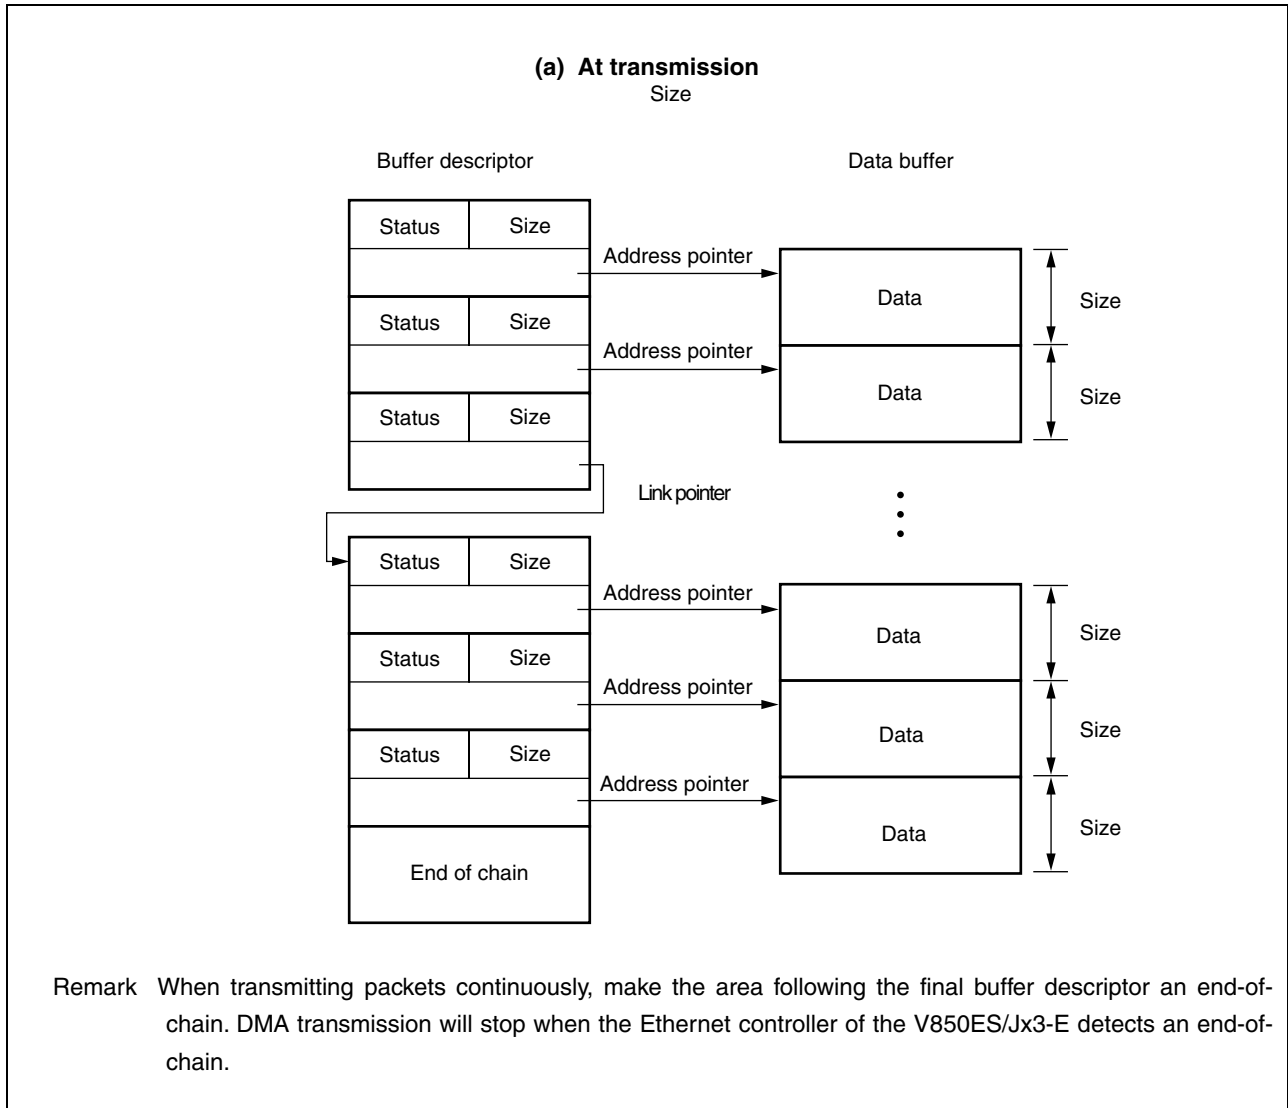 (a) At transmission
Size
Buffer descriptor
Data buffer
Status
Size
Address pointer
Data
Size
Status
Size
Address pointer
Data
Size
Status
Size
Link pointer
Status
Size
Address pointer
Data
Size
Status
Size
Address pointer
Data
Size
Status
Size
Address pointer
Data
Size
End of chain
Remark When transmitting packets continuously, make the area following the final buffer descriptor an end-of-
chain. DMA transmission will stop when the Ethernet controller of the V850ES/Jx3-E detects an end-of-
chain.